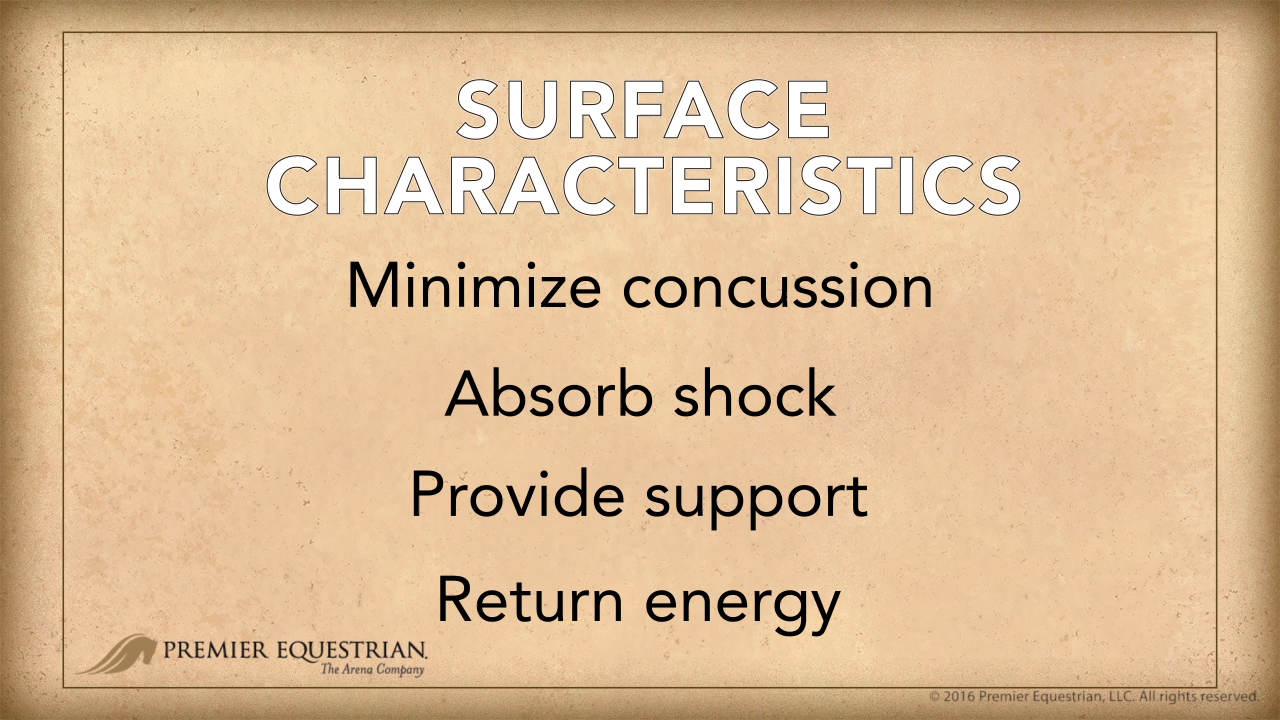 SURFACE
CHARACTERISTICS
Minimize concussion
Absorb shock
Provide support
Return energy
PREMIER EQUESTRIAN.
The Arena Company
© 2016 Premier Equestrian, LLC. All rights reserved.